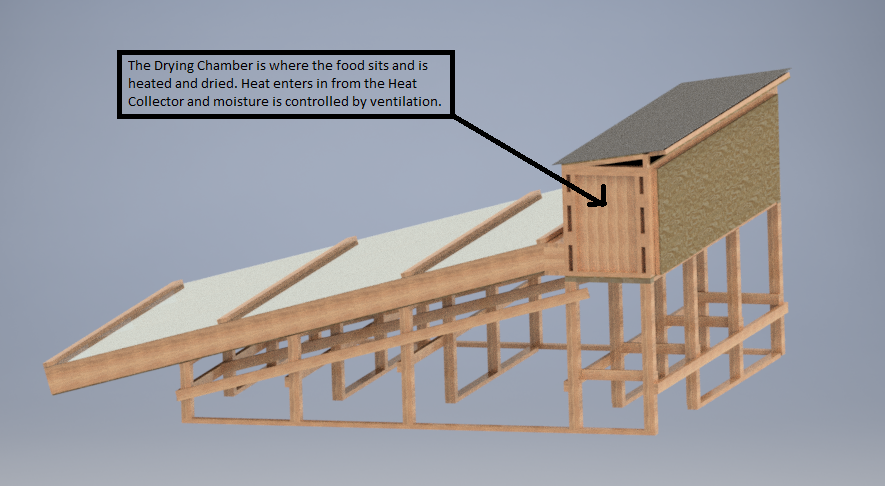 The Drying Chamber is where the food sits and is
heated and dried. Heat enters in from the Heat
Collector and moisture is controlled by ventilation.